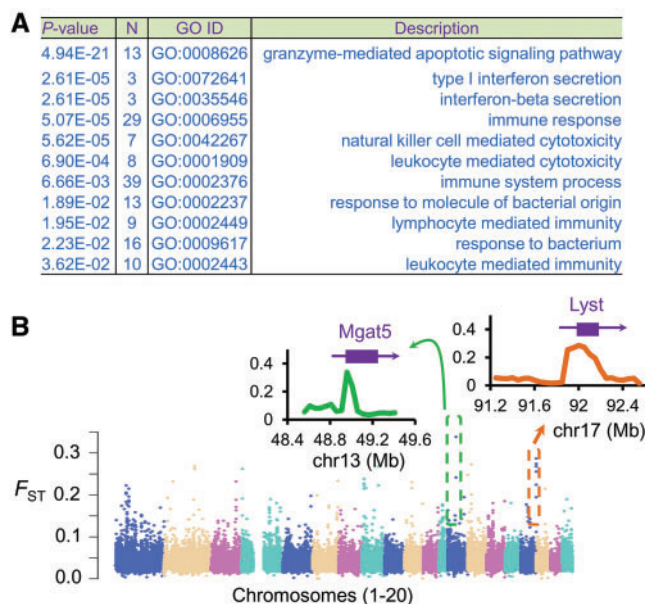 A
P-value N GO ID Description
4.94E-21 13 GO:0008626 granzyme-mediated apoptotic signaling pathway
2.61E-05 3 GO:0072641 type I interferon secretion
2.61E-05 3 GO:0035546 interferon-beta secretion
5.07E-05 29 GO:0006955 immune response
5.62E-05 7 GO:0042267 natural killer cell mediated cytotoxicity
6.90E-04 8 GO:0001909 leukocyte mediated cytotoxicity
6.66E-03 39 GO:0002376 immune system process
1.89E-02 13 GO:0002237 response to molecule of bacterial origin
1.95E-02 9 GO:0002449 lymphocyte mediated immunity
2.23E-02 16 GO:0009617 response to bacterium
3.62E-02 10 GO:0002443 leukocyte mediated immunity
B
Mgat5
0.4
0.2
0
48.4 48.8 49.2 49.6
chr13 (Mb)
Lyst
0.4
0.2
0
91.2 91.6 92 92.4
chr17 (Mb)
FST
0.3
0.2
0.1
0.0
Chromosomes (1-20)